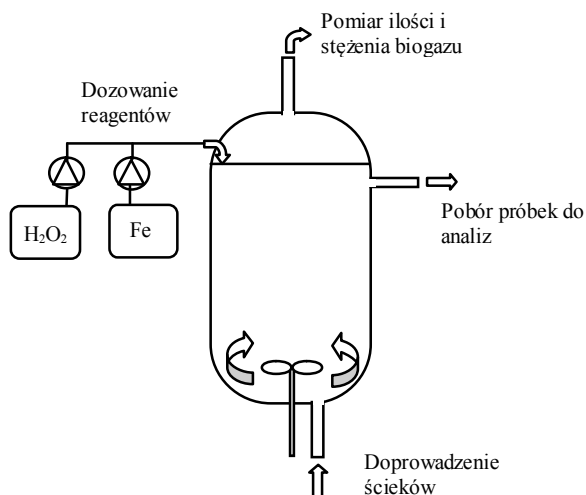 Pomiar ilości i
stężenia biogazu
Dozowanie
reagentów
H₂O₂
Fe
Pobór próbek do
analiz
Doprowadzenie
ścieków